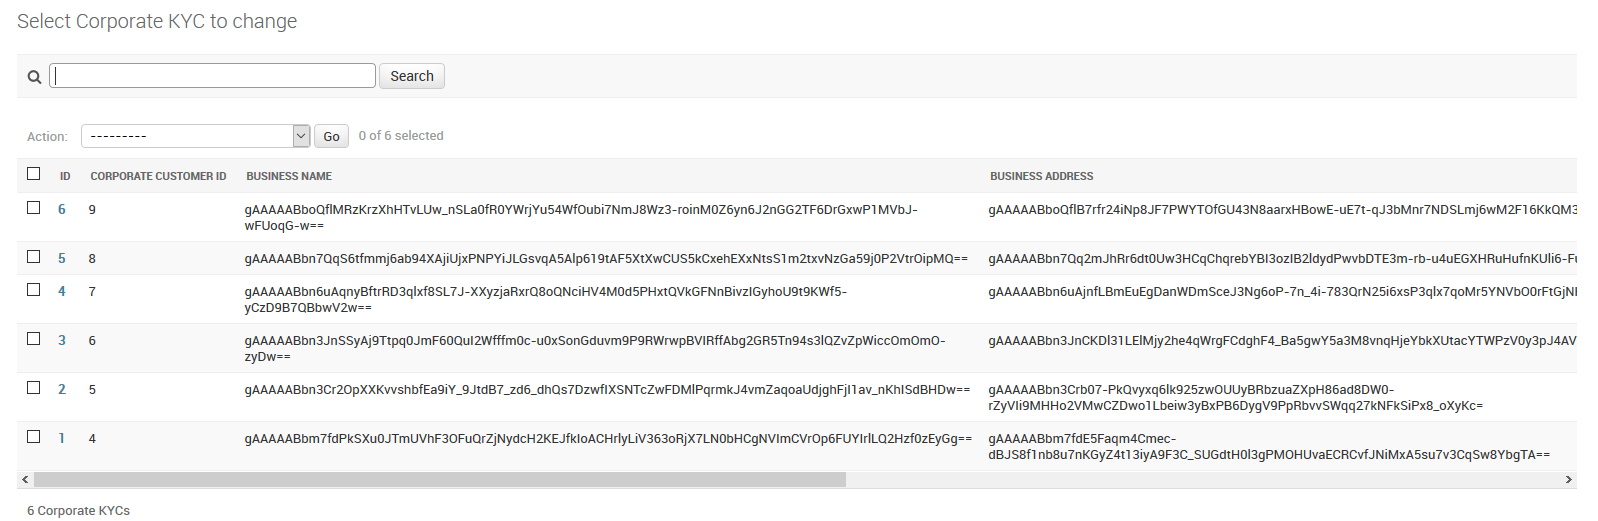 Select Corporate KYC to change
Search
Action: --------- Go 0 of 6 selected
ID CORPORATE CUSTOMER ID BUSINESS NAME BUSINESS ADDRESS
6 9 gAAAAABboQflMRzKrzXhHTvLUw_nSLa0fR0YWrjYu54WfOubi7NmJ8Wz3-roinM0Z6yn6J2nGG2TF6DrGxwP1MVbJ- gAAAAABboQflB7rfr24iNp8JF7PWYTOfGU43N8aarxHBowE-uE7t-qJ3bMnr7NDSLmj6wM2F16KkQM3
wFUoqG-w==
5 8 gAAAAABbn7QqS6tfmmj6ab94XAjiUjxPNPYiJLGsvqA5Alp619tAF5XtXwCUS5kCxehEXxNtsS1m2txvNzGa59j0P2VtrOipMQ== gAAAAABbn7Qq2mJhRr6dt0Uw3HCqChqrebYBI3ozIB2ldydPwvbDTE3m-rb-u4uEGXHRuHufnKUli6-Fu
4 7 gAAAAABbn6uAqnyBftrRD3qlxf8SL7J-XXyzjaRxrQ8oQNciHV4M0d5PHxtQVkGFNnBivzIGyhoU9t9KWf5- gAAAAABbn6uAjnfLBmEuEgDanWDmSceJ3Ng6oP-7n_4i-783QrN25i6xsP3qlx7qoMr5YNVbO0rFtGjNI
yCzD9B7QBbwV2w==
3 6 gAAAAABbn3JnSSyAj9Ttpq0JmF60QuI2Wfffm0c-u0xSonGduvm9P9RWrwpBVIRffAbg2GR5Tn94s3lQZvZpWiccOmOmO- gAAAAABbn3JnCKDl31LElMjy2he4qWrgFCdghF4_Ba5gwY5a3M8vnqHjeYbkXUtacYTWPzV0y3pJ4AV
zyDw==
2 5 gAAAAABbn3Cr2OpXXKvvshbfEa9iY_9JtdB7_zd6_dhQs7DzwfIXSNTcZwFDMlPqrmkJ4vmZaqoaUdjghFjI1av_nKhISdBHDw== gAAAAABbn3Crb07-PkQvyxq6lk925zwOUUyBRbzuaZXpH86ad8DW0-
rZyVIi9MHHo2VMwCZDwo1Lbeiw3yBxPB6DygV9PpRbvvSWqq27kNFkSiPx8_oXyKc=
1 4 gAAAAABbm7fdPkSXu0JTmUVhF3OFuQrZjNydcH2KEJfkIoACHrlyLiV363oRjX7LN0bHCgNVImCVrOp6FUYIrlLQ2Hzf0zEyGg== gAAAAABbm7fdE5Faqm4Cmec-
dBJS8f1nb8u7nKGyZ4t13iyA9F3C_SUGdtH0l3gPMOHUvaECRCvfJNiMxA5su7v3CqSw8YbgTA==
6 Corporate KYCs